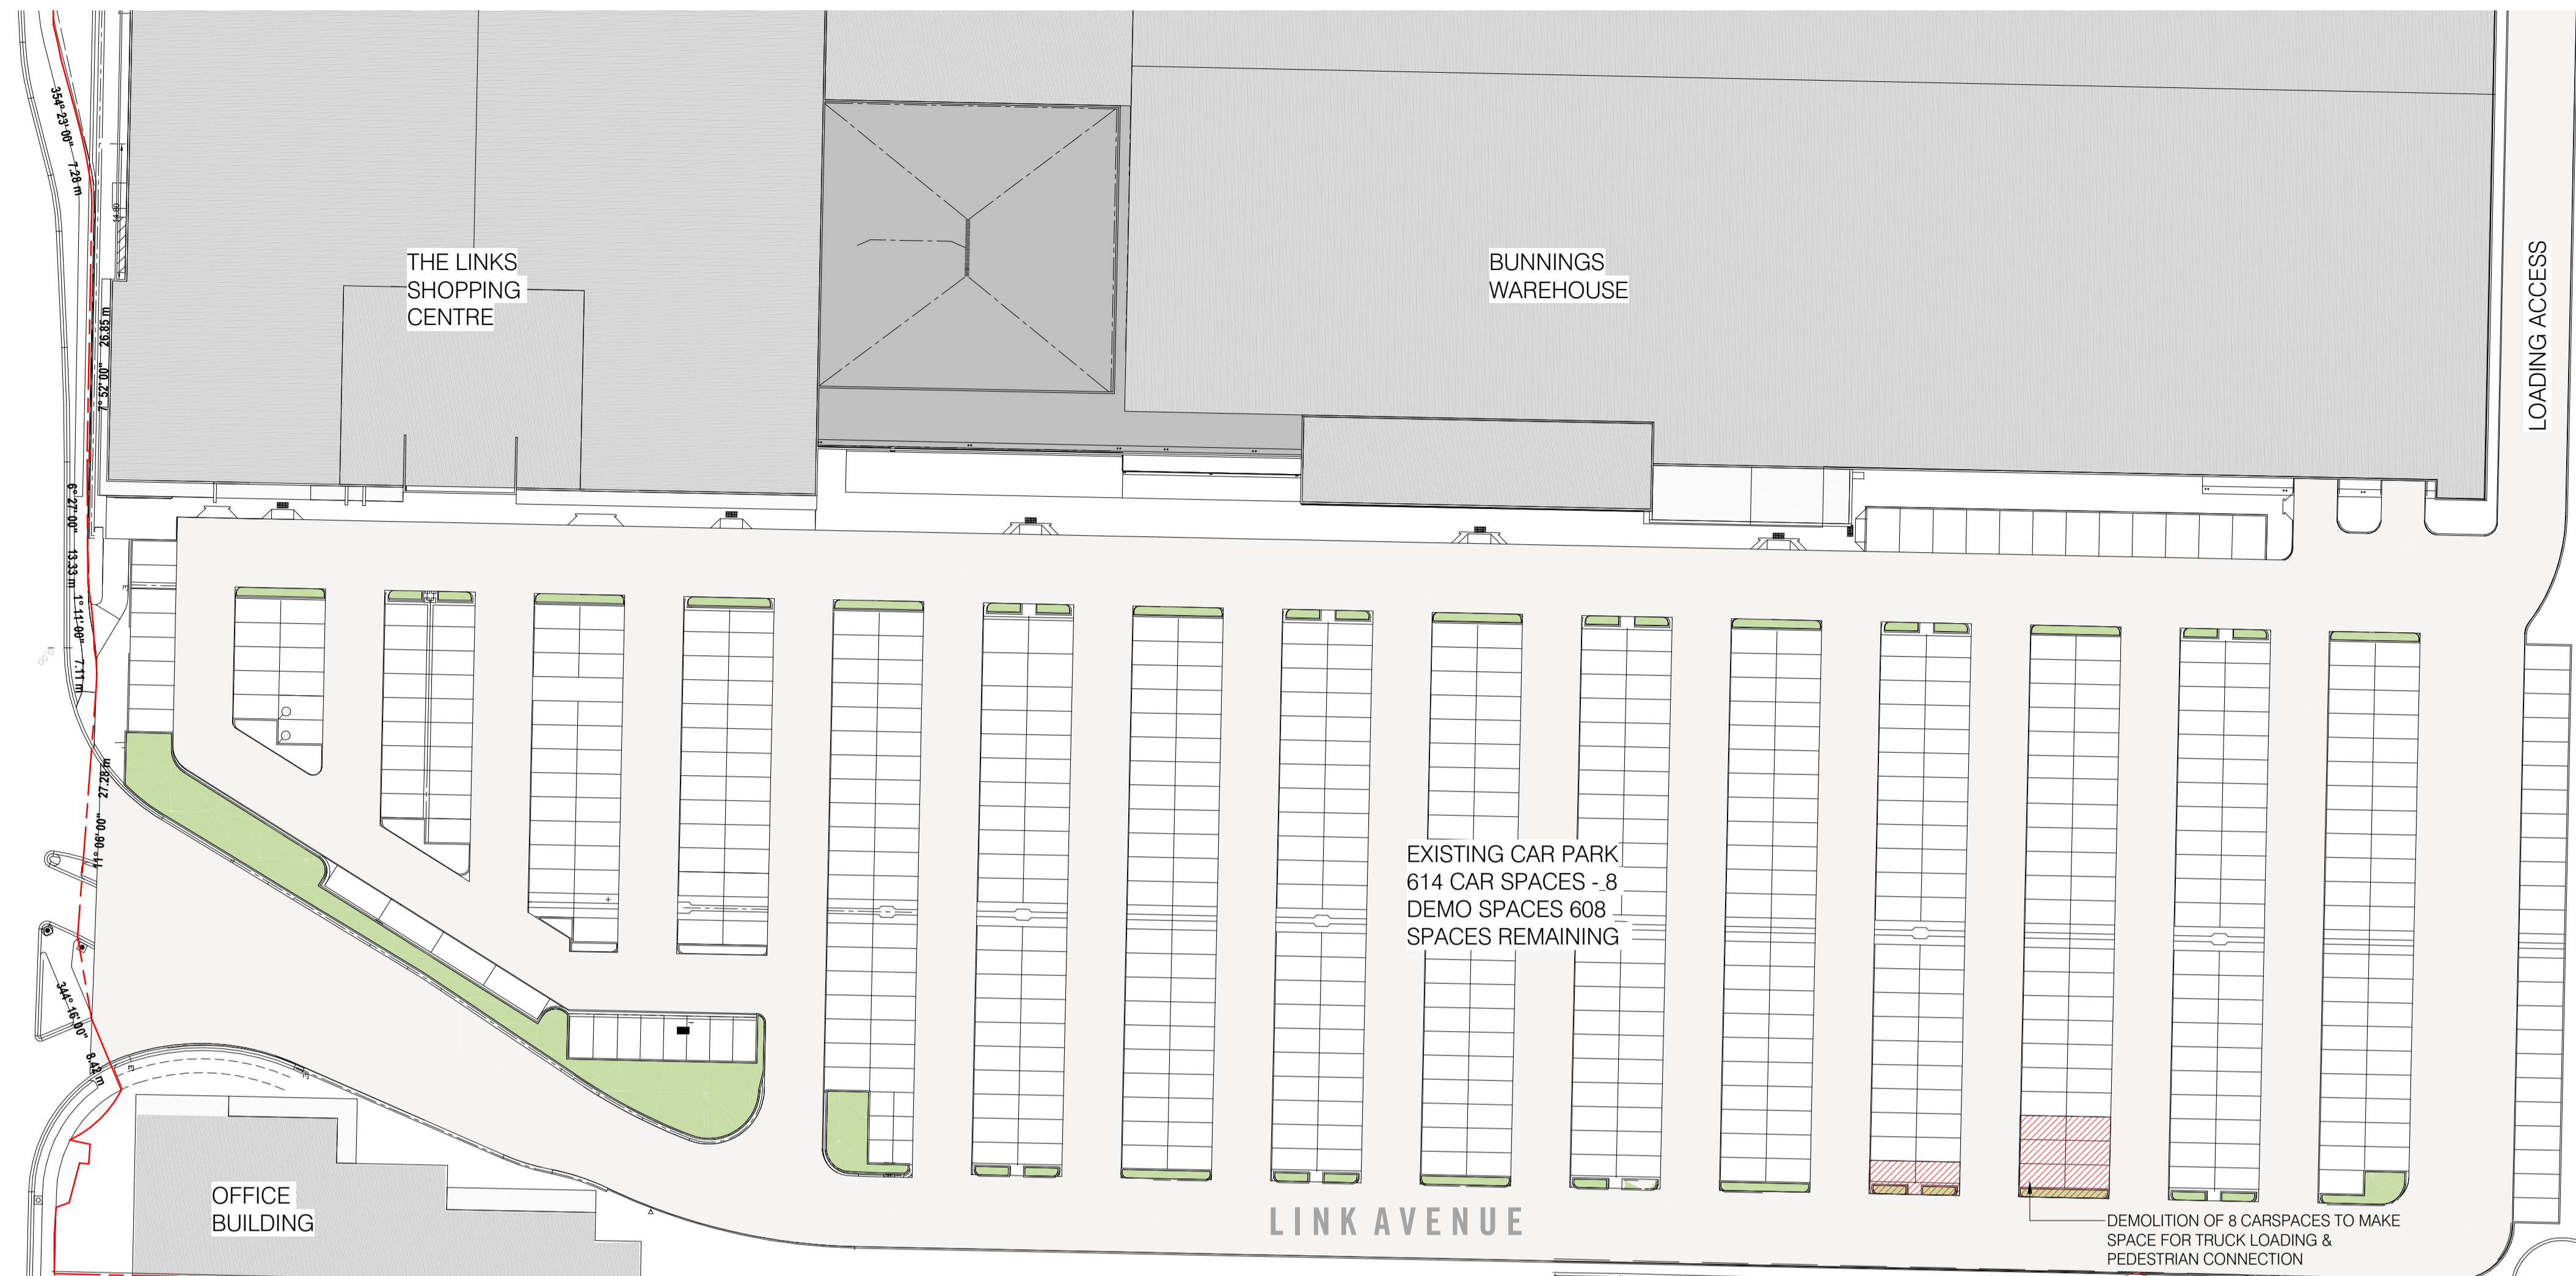 354° 23' 00" 7.28 m
14.80
THE LINKS
SHOPPING
CENTRE
BUNNINGS
WAREHOUSE
LOADING ACCESS
7° 52' 00" 26.85 m
6° 27' 00" 13.33 m
1° 11' 00" 7.11 m
11° 06' 00" 27.28 m
344° 16' 00" 8.42 m
EXISTING CAR PARK
614 CAR SPACES - 8
DEMO SPACES 608
SPACES REMAINING
OFFICE
BUILDING
LINK AVENUE
DEMOLITION OF 8 CARSPACES TO MAKE
SPACE FOR TRUCK LOADING &
PEDESTRIAN CONNECTION